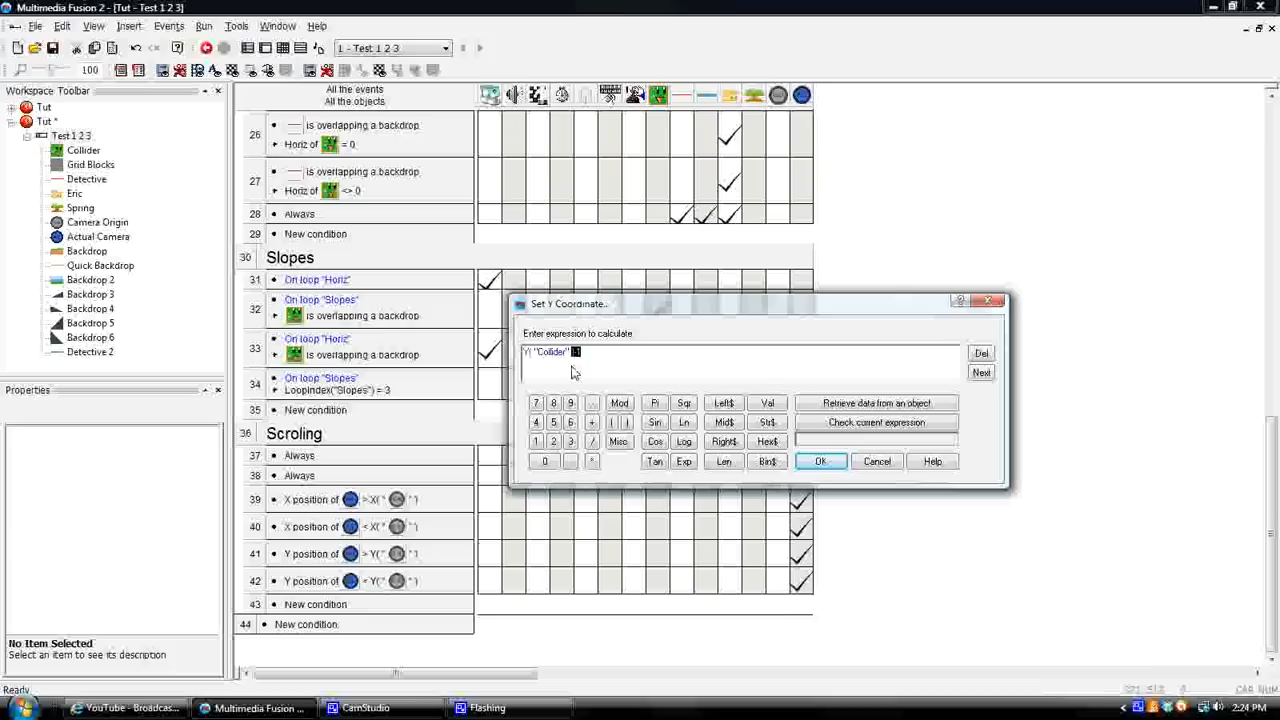 Multimedia Fusion 2 - [Tut - Test 1 2 3]
File Edit View Insert Events Run Tools Window Help
1 - Test 1 2 3
100
Workspace Toolbar
Tut
Tut *
Test 1 2 3
Collider
Grid Blocks
Detective
Eric
Spring
Camera Origin
Actual Camera
Backdrop
Quick Backdrop
Backdrop 2
Backdrop 3
Backdrop 4
Backdrop 5
Backdrop 6
Detective 2
Properties
No Item Selected
Select an item to see its description
All the events
All the objects
26
is overlapping a backdrop
Horiz of = 0
27
is overlapping a backdrop
Horiz of <> 0
28 Always
29 New condition
30 Slopes
31 On loop "Horiz"
32 On loop "Slopes"
is overlapping a backdrop
33 On loop "Horiz"
is overlapping a backdrop
34 On loop "Slopes"
LoopIndex("Slopes") = 3
35 New condition
36 Scroling
37 Always
38 Always
39 X position of > X( " " )
40 X position of < X( " " )
41 Y position of > Y( " " )
42 Y position of < Y( " " )
43 New condition
44 New condition
Set Y Coordinate..
Enter expression to calculate
Y( "Collider"
Del
Next
7 8 9 . Mod Pi Sqr Left$ Val Retrieve data from an object
4 5 6 + ( ) Sin Ln Mid$ Str$ Check current expression
1 2 3 / Misc. Cos Log Right$ Hex$
0 * Tan Exp Len Bin$ OK Cancel Help
Ready
CAP NUM
YouTube - Broadcas...
Multimedia Fusion ...
CamStudio
Flashing
2:24 PM